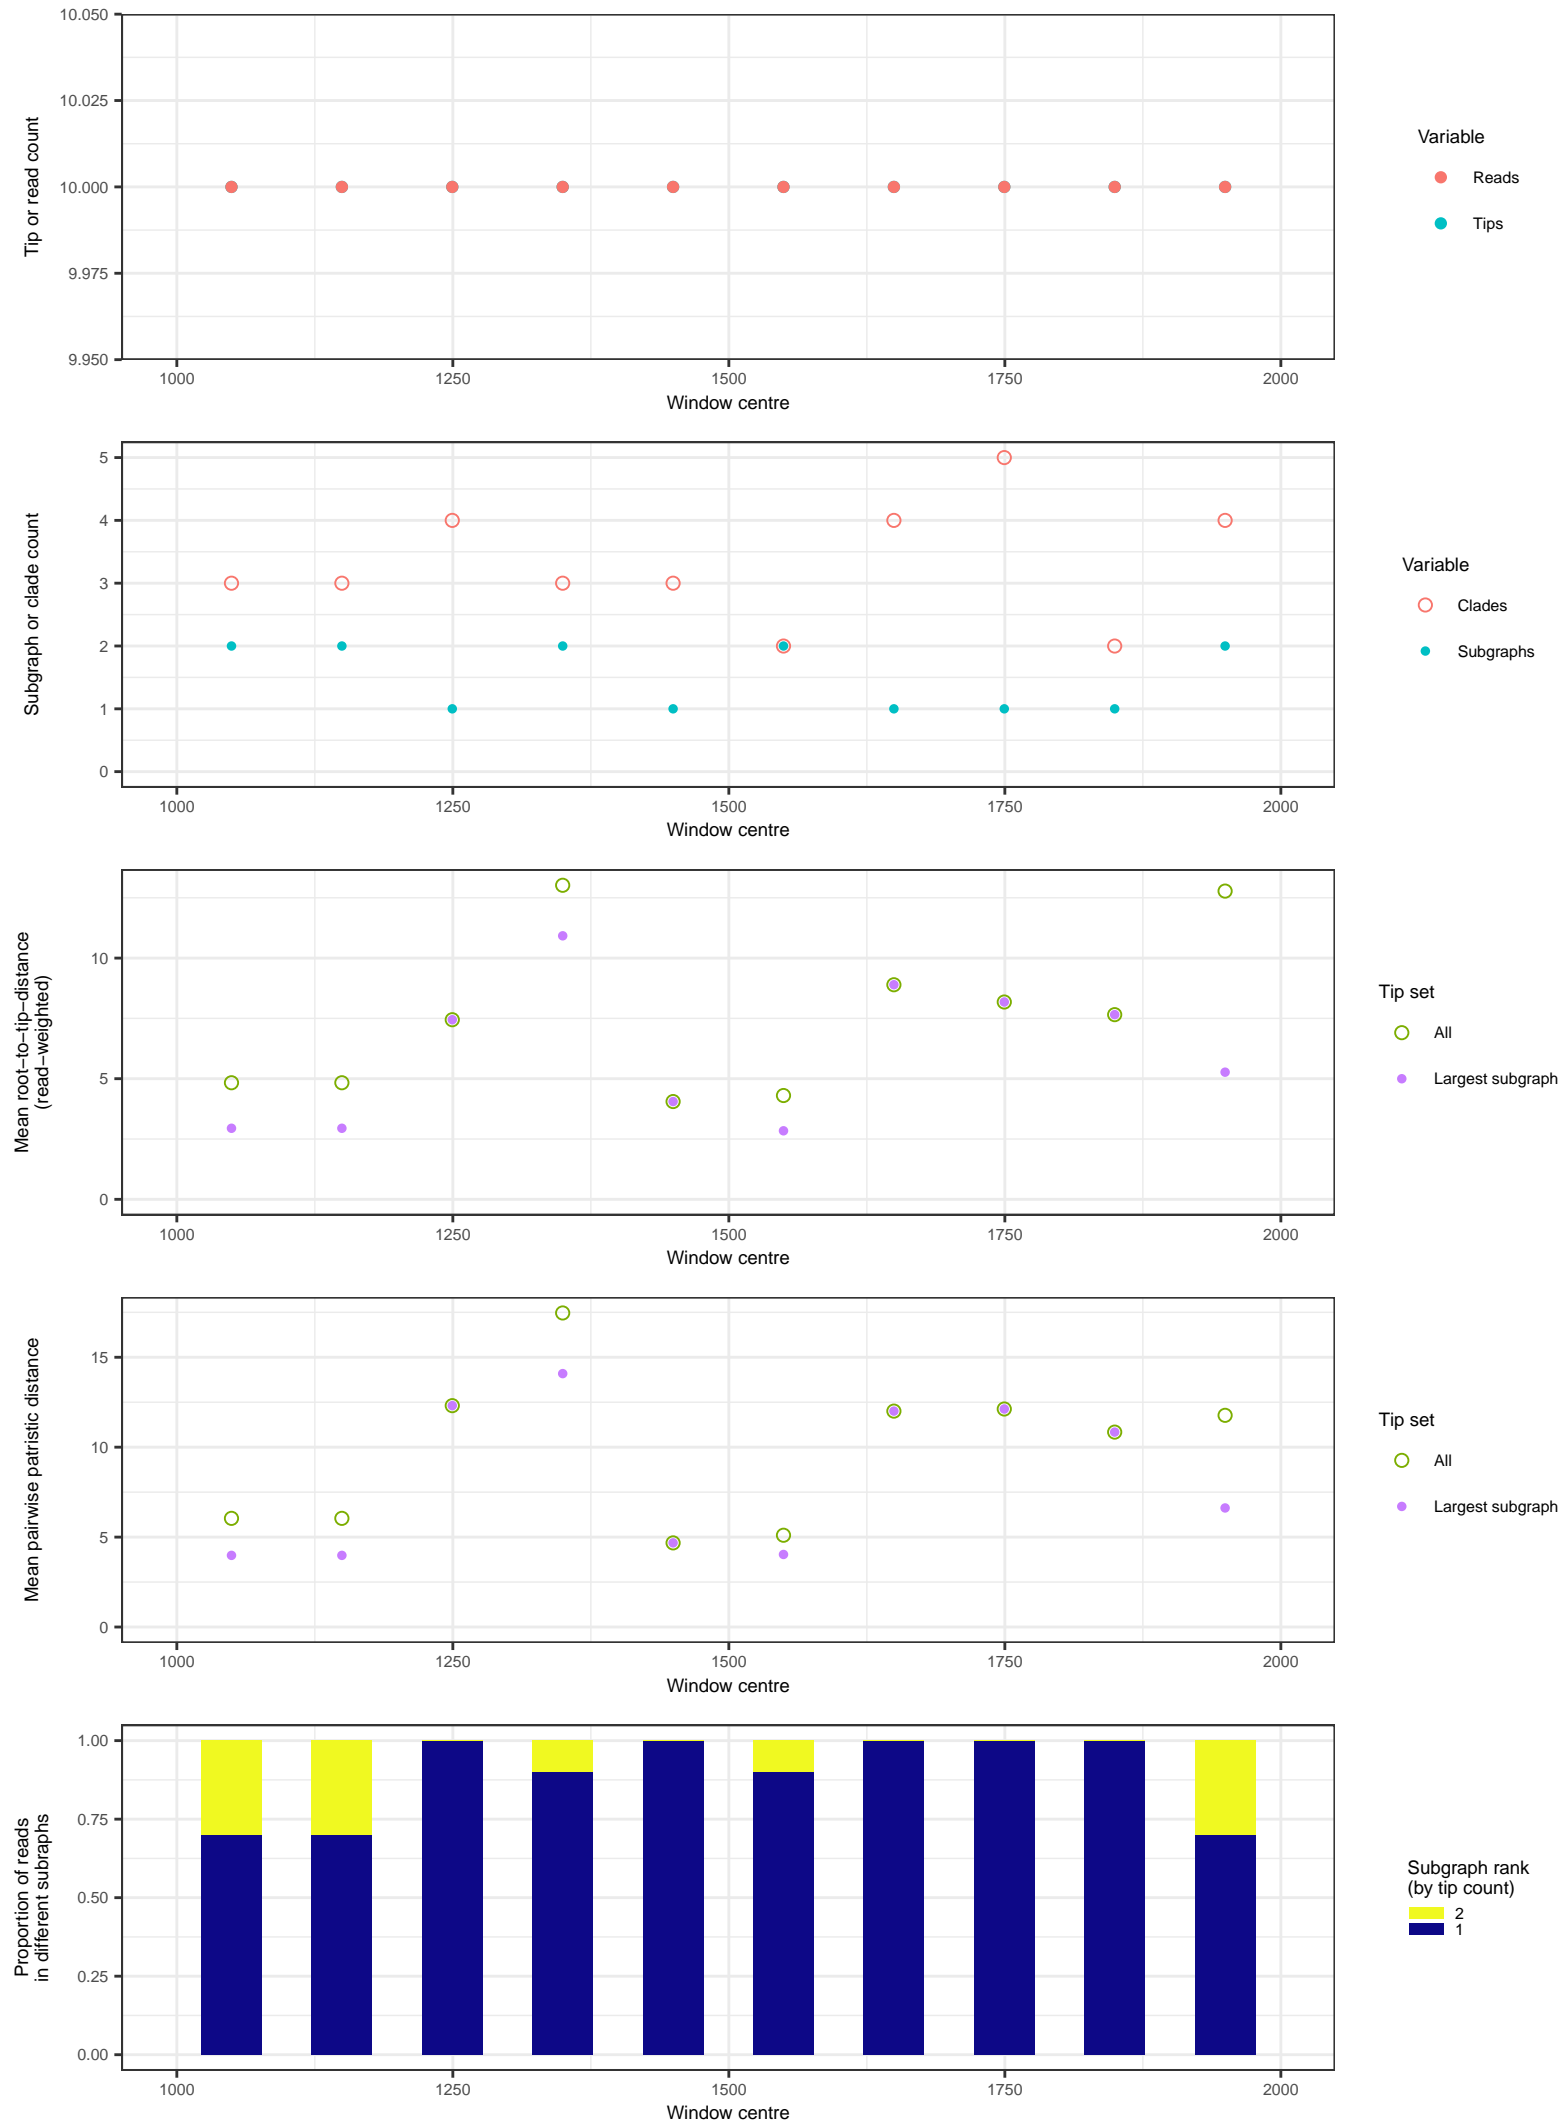 10.050
10.025
10.000
9.975
9.950
Tip or read count
1000 1250 1500 1750 2000
Window centre
Variable
Reads
Tips
5
4
3
2
1
0
Subgraph or clade count
1000 1250 1500 1750 2000
Window centre
Variable
Clades
Subgraphs
10
5
0
Mean root−to−tip−distance
(read−weighted)
1000 1250 1500 1750 2000
Window centre
Tip set
All
Largest subgraph
15
10
5
0
Mean pairwise patristic distance
1000 1250 1500 1750 2000
Window centre
Tip set
All
Largest subgraph
1.00
0.75
0.50
0.25
0.00
Proportion of reads
in different subraphs
1000 1250 1500 1750 2000
Window centre
Subgraph rank
(by tip count)
2
1